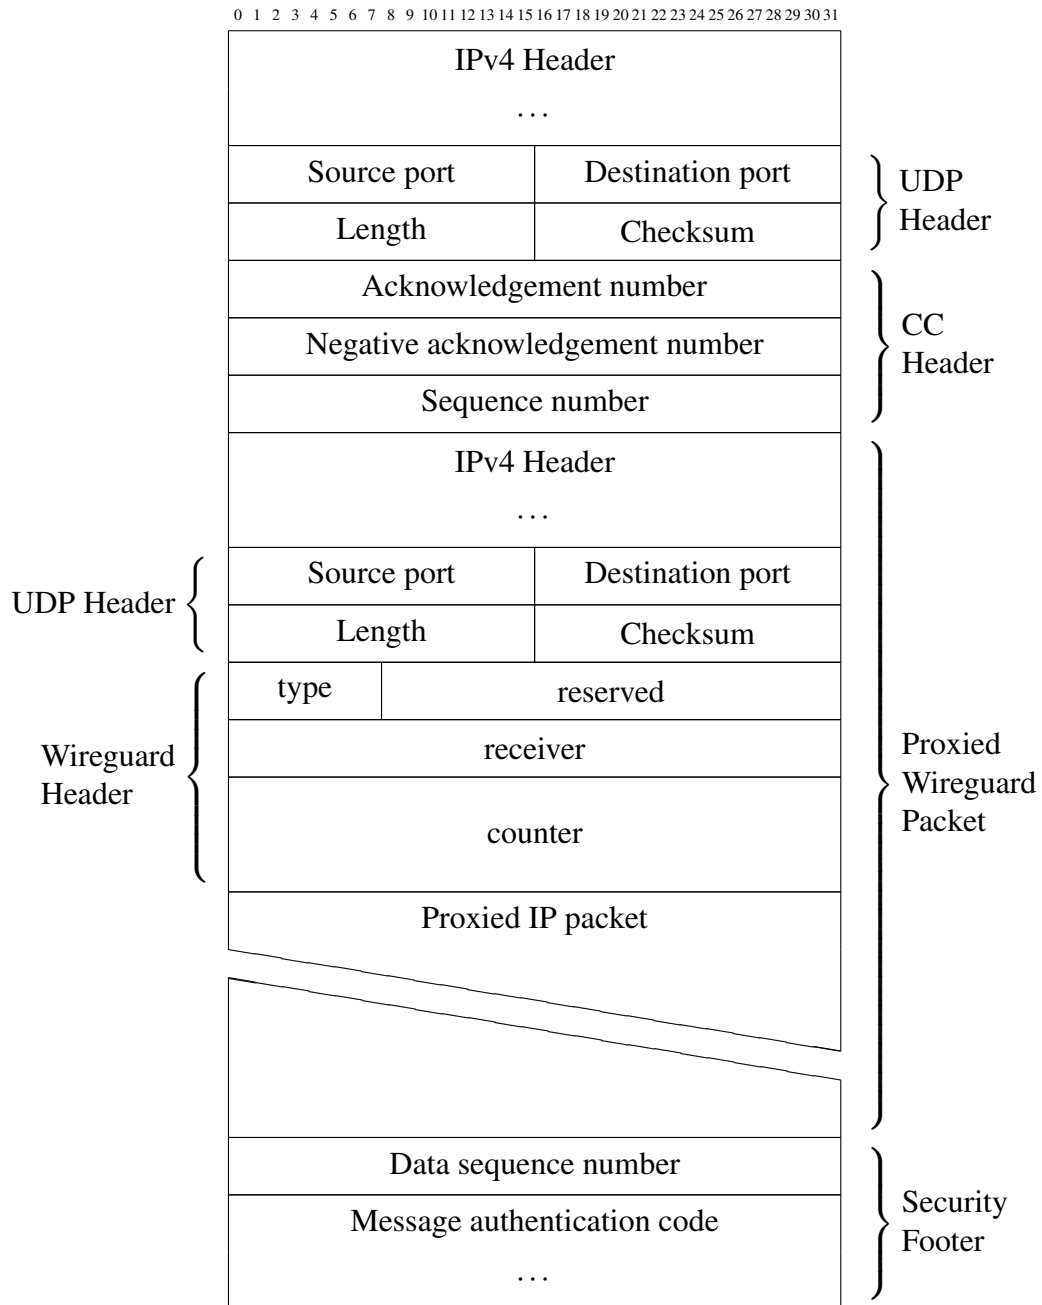 0 1 2 3 4 5 6 7 8 9 10 11 12 13 14 15 16 17 18 19 20 21 22 23 24 25 26 27 28 29 30 31
IPv4 Header
...
Source port
Destination port
Length
Checksum
UDP
Header
Acknowledgement number
Negative acknowledgement number
Sequence number
CC
Header
IPv4 Header
...
Source port
Destination port
Length
Checksum
UDP Header
type
reserved
receiver
counter
Wireguard
Header
Proxied IP packet
Proxied
Wireguard
Packet
Data sequence number
Message authentication code
...
Security
Footer